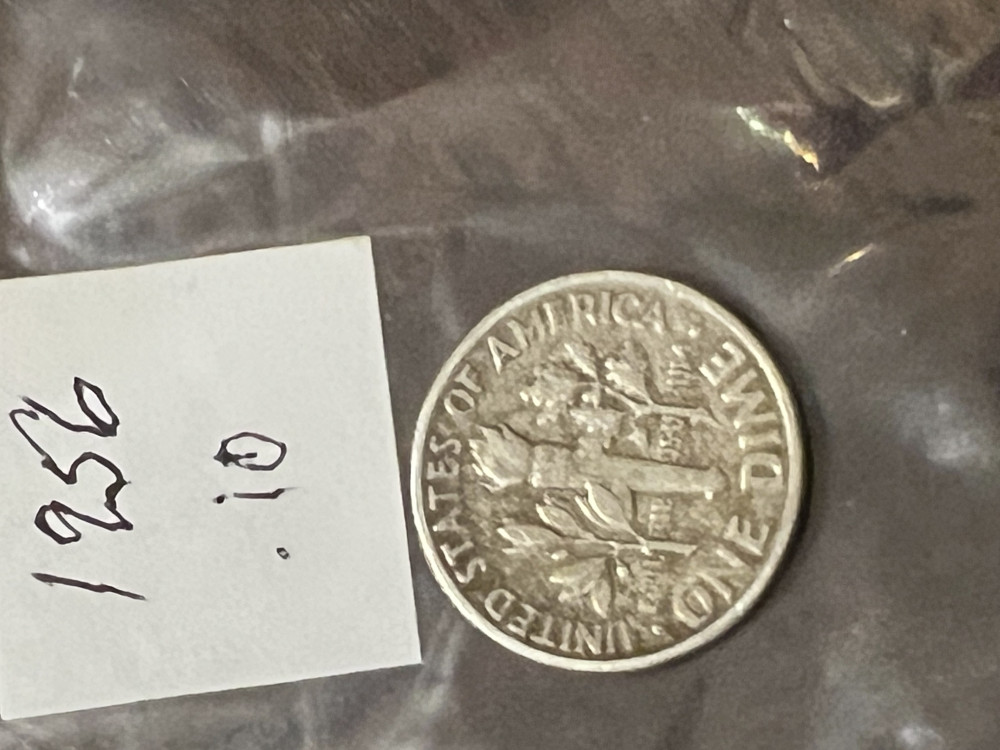 1956
.10
UNITED STATES OF AMERICA
ONE DIME